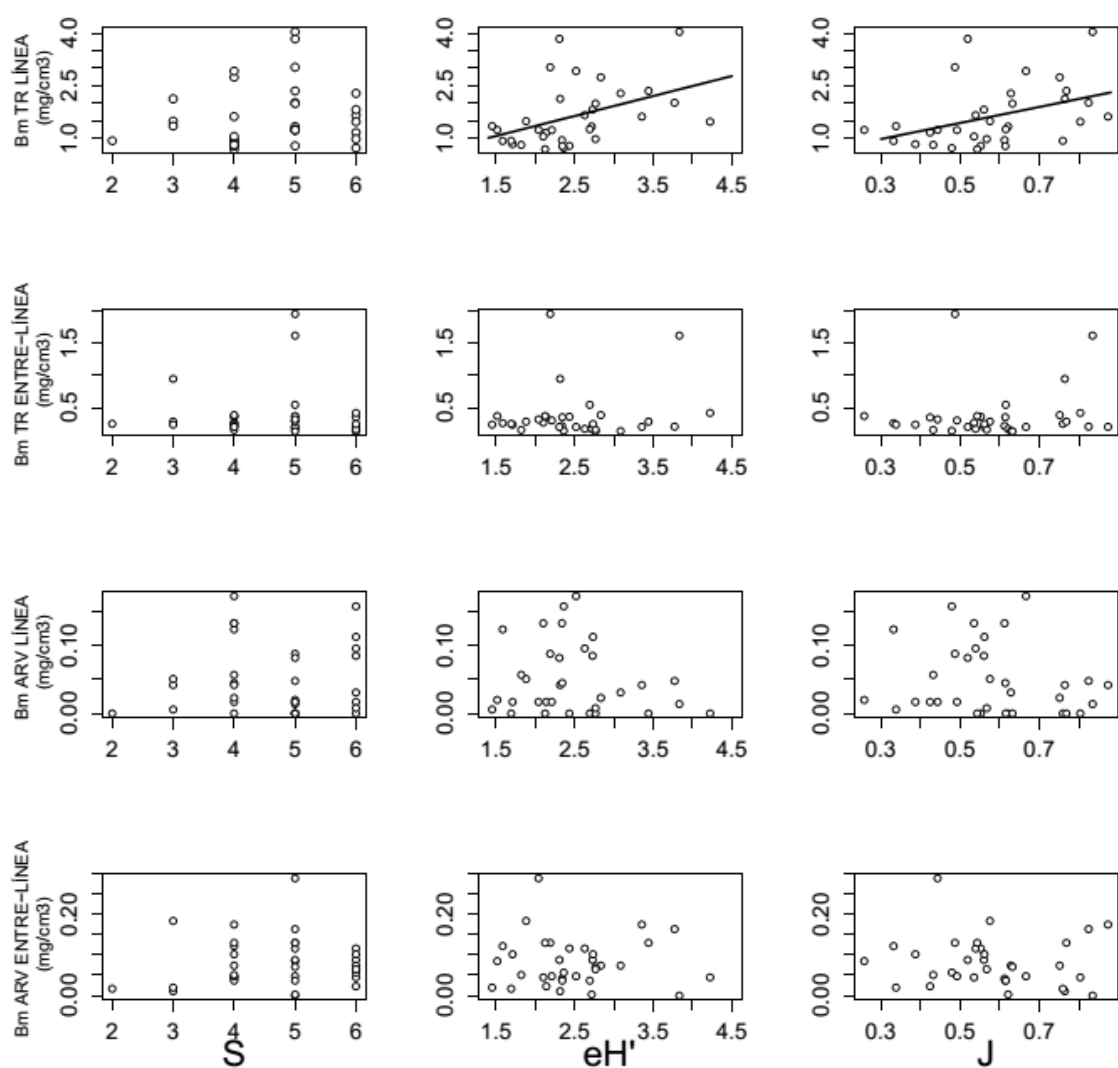 Bm TR LÍNEA
(mg/cm3)
1.0 2.5 4.0
2 3 4 5 6
1.5 2.5 3.5 4.5
0.3 0.5 0.7
Bm TR ENTRE-LÍNEA
(mg/cm3)
0.5 1.5
0.5 1.5
0.5 1.5
2 3 4 5 6
1.5 2.5 3.5 4.5
0.3 0.5 0.7
Bm ARV LÍNEA
(mg/cm3)
0.00 0.10
0.00 0.10
0.00 0.10
2 3 4 5 6
1.5 2.5 3.5 4.5
0.3 0.5 0.7
Bm ARV ENTRE-LÍNEA
(mg/cm3)
0.00 0.20
0.00 0.20
0.00 0.20
2 3 4 5 6
1.5 2.5 3.5 4.5
0.3 0.5 0.7
S
eH'
J
1.0 2.5 4.0
1.0 2.5 4.0